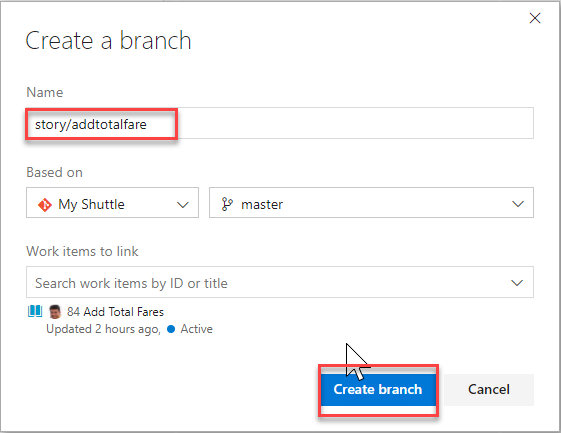 Create a branch
Name
story/addtotalfare
Based on
My Shuttle
master
Work items to link
Search work items by ID or title
84 Add Total Fares
Updated 2 hours ago, Active
Create branch
Cancel